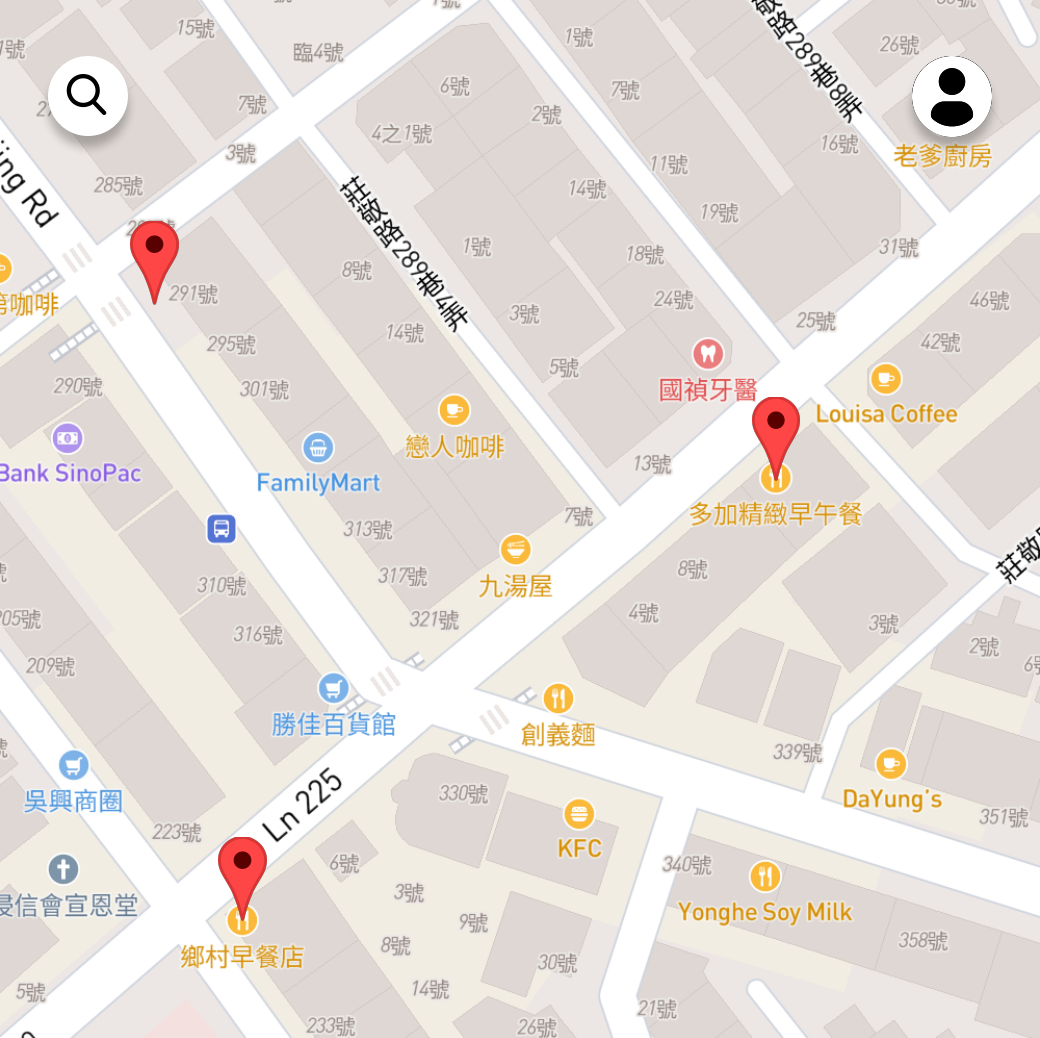 15號
臨4號
1號
26號
6號
7號
莊敬路289巷8弄
7號
2號
4之1號
16號
3號
老爹廚房
11號
285號
14號
莊敬路289巷4弄
19號
1號
18號
31號
8號
291號
24號
46號
3號
14號
25號
295號
42號
5號
290號
301號
國禎牙醫
Louisa Coffee
戀人咖啡
13號
Bank SinoPac
FamilyMart
多加精緻早午餐
7號
313號
8號
317號
310號
九湯屋
4號
321號
3號
316號
2號
209號
勝佳百貨館
創義麵
339號
330號
吳興商圈
DaYung's
351號
Ln 225
223號
KFC
6號
340號
3號
Yonghe Soy Milk
9號
358號
8號
鄉村早餐店
30號
14號
5號
21號
233號
26號